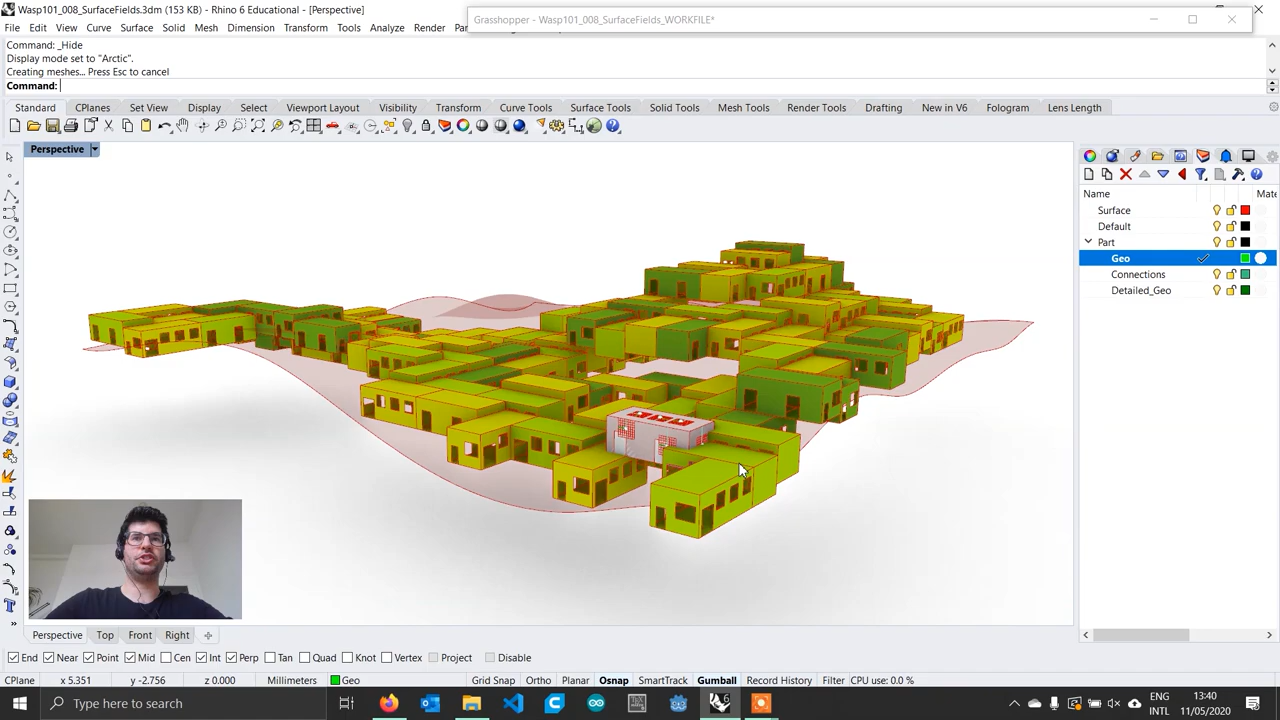 Wasp101_008_SurfaceFields.3dm (153 KB) - Rhino 6 Educational - [Perspective]
Grasshopper - Wasp101_008_SurfaceFields_WORKFILE*
File Edit View Curve Surface Solid Mesh Dimension Transform Tools Analyze Render Pa
Command: _Hide
Display mode set to "Arctic".
Creating meshes... Press Esc to cancel
Command:
Standard CPlanes Set View Display Select Viewport Layout Visibility Transform Curve Tools Surface Tools Solid Tools Mesh Tools Render Tools Drafting New in V6 Fologram Lens Length
Perspective
Name Mate
Surface
Default
Part
Geo
Connections
Detailed_Geo
Perspective Top Front Right
End Near Point Mid Cen Int Perp Tan Quad Knot Vertex Project Disable
CPlane x 5.351 y -2.756 z 0.000 Millimeters Geo Grid Snap Ortho Planar Osnap SmartTrack Gumball Record History Filter CPU use: 0.0 %
Type here to search
ENG
INTL
13:40
11/05/2020